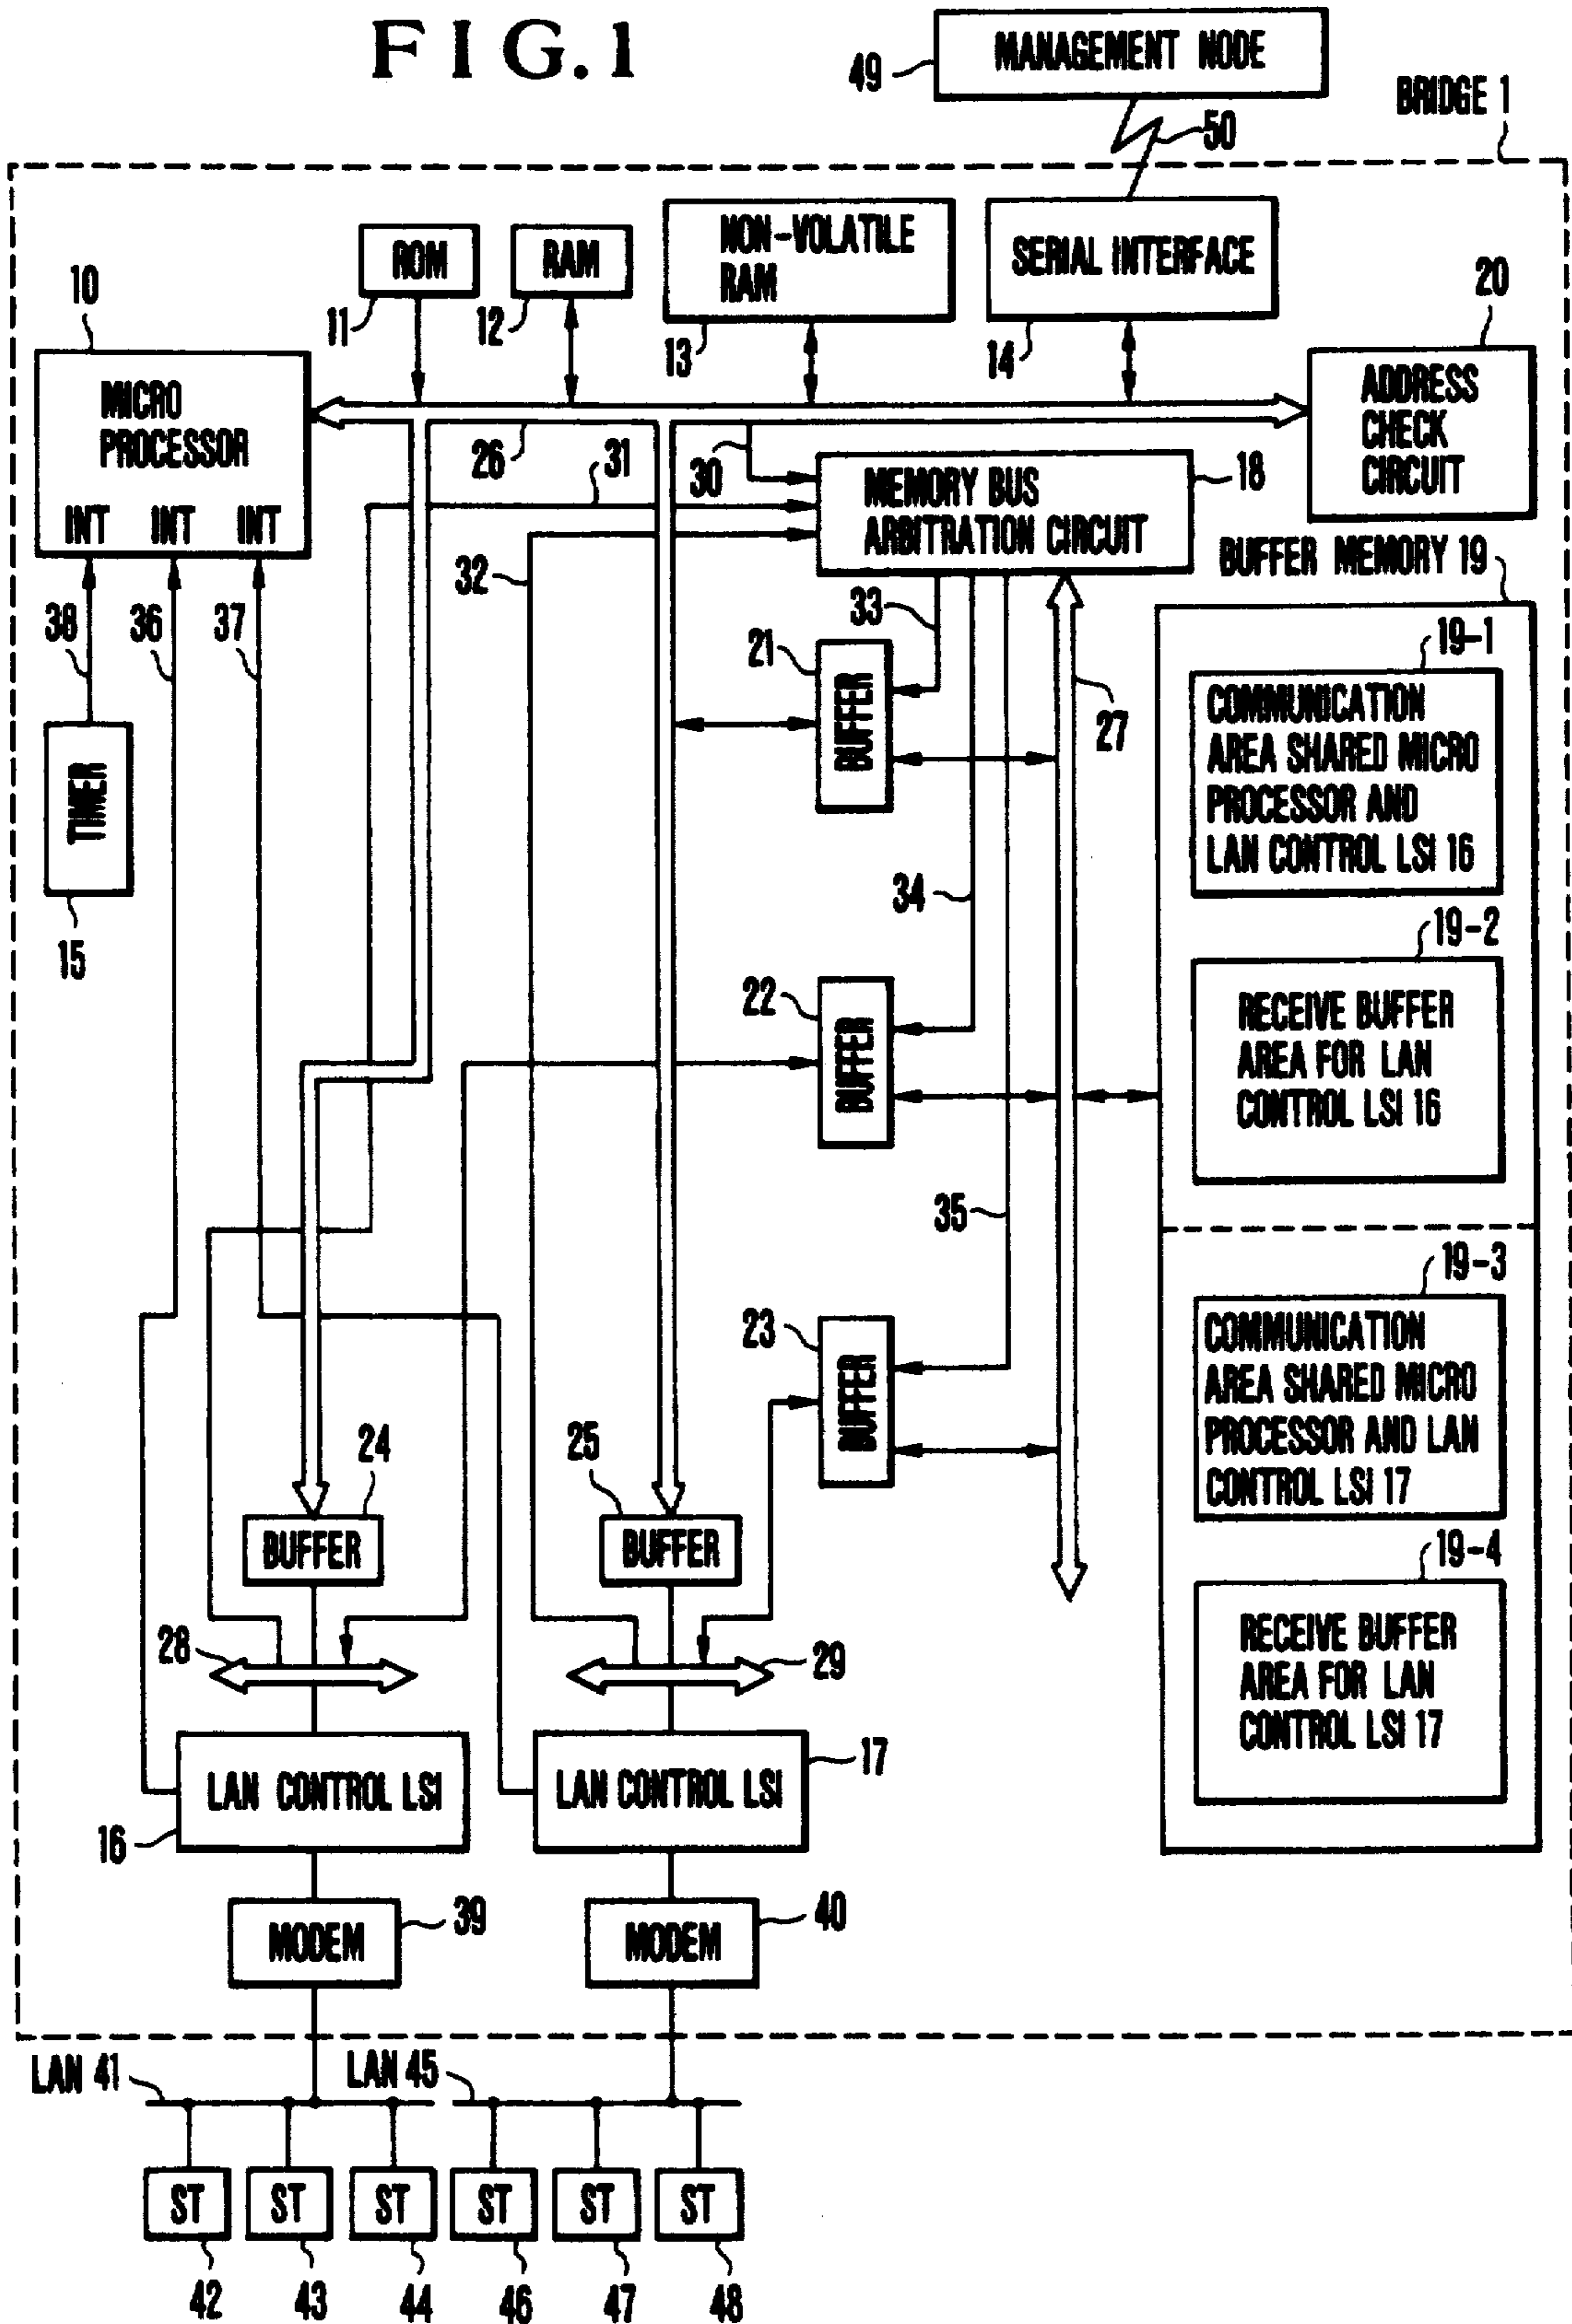 FIG. 1
MANAGEMENT NODE
49
50
BRIDGE 1
ROM
11
RAM
12
NON-VOLATILE
RAM
13
SERIAL INTERFACE
14
10
MICRO
PROCESSOR
INT INT INT
20
ADDRESS
CHECK
CIRCUIT
26
31
30
32
MEMORY BUS
ARBITRATION CIRCUIT
18
BUFFER MEMORY 19
38
36
37
TIMER
15
33
21
BUFFER
27
34
22
BUFFER
35
23
BUFFER
19-1
COMMUNICATION
AREA SHARED MICRO
PROCESSOR AND
LAN CONTROL LSI 16
19-2
RECEIVE BUFFER
AREA FOR LAN
CONTROL LSI 16
19-3
COMMUNICATION
AREA SHARED MICRO
PROCESSOR AND LAN
CONTROL LSI 17
19-4
RECEIVE BUFFER
AREA FOR LAN
CONTROL LSI 17
24
BUFFER
25
BUFFER
28
29
LAN CONTROL LSI
16
LAN CONTROL LSI
17
MODEM
39
MODEM
40
LAN 41
LAN 45
ST ST ST ST ST ST
42 43 44 46 47 48